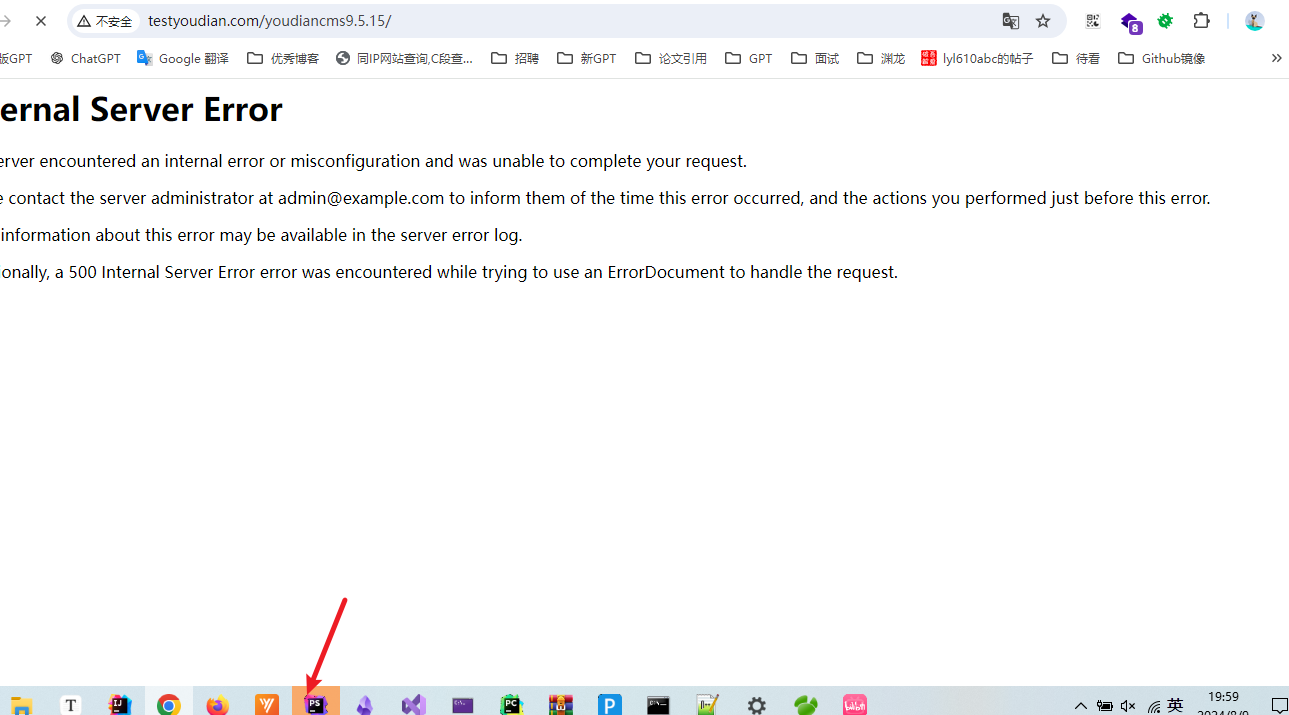 不安全 testyoudian.com/youdiancms9.5.15/
8
版GPT ChatGPT Google 翻译 优秀博客 同IP网站查询,C段查... 招聘 新GPT 论文引用 GPT 面试 渊龙 lyl610abc的帖子 待看 Github镜像
ernal Server Error
erver encountered an internal error or misconfiguration and was unable to complete your request.
e contact the server administrator at admin@example.com to inform them of the time this error occurred, and the actions you performed just before this error.
information about this error may be available in the server error log.
ionally, a 500 Internal Server Error error was encountered while trying to use an ErrorDocument to handle the request.
T IJ PS PC P 英 19:59
2024/8/9